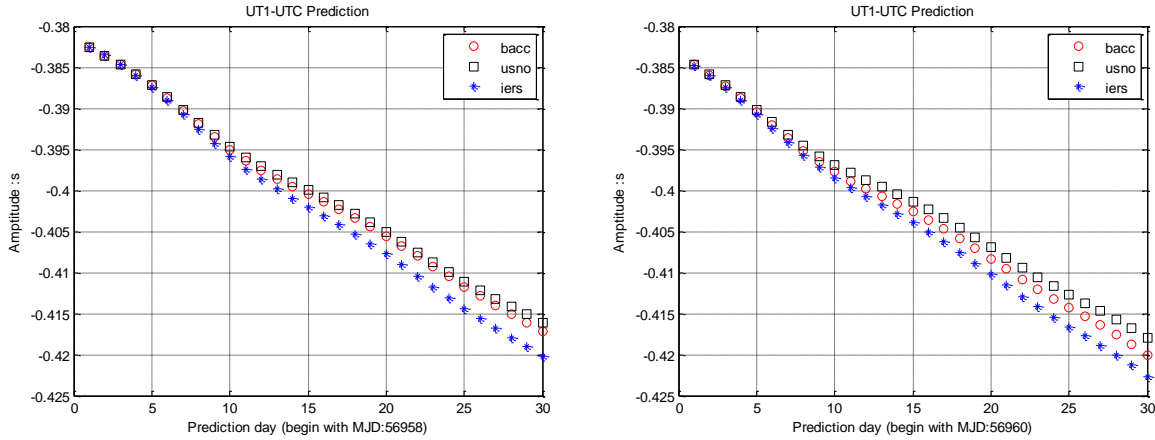 UT1-UTC Prediction
-0.38
-0.385
-0.39
-0.395
-0.4
-0.405
-0.41
-0.415
-0.42
-0.425
Amptitude :s
bacc
usno
iers
0 5 10 15 20 25 30
Prediction day (begin with MJD:56958)
UT1-UTC Prediction
-0.38
-0.385
-0.39
-0.395
-0.4
-0.405
-0.41
-0.415
-0.42
-0.425
Ampltitude :s
bacc
usno
iers
0 5 10 15 20 25 30
Prediction day (begin with MJD:56960)